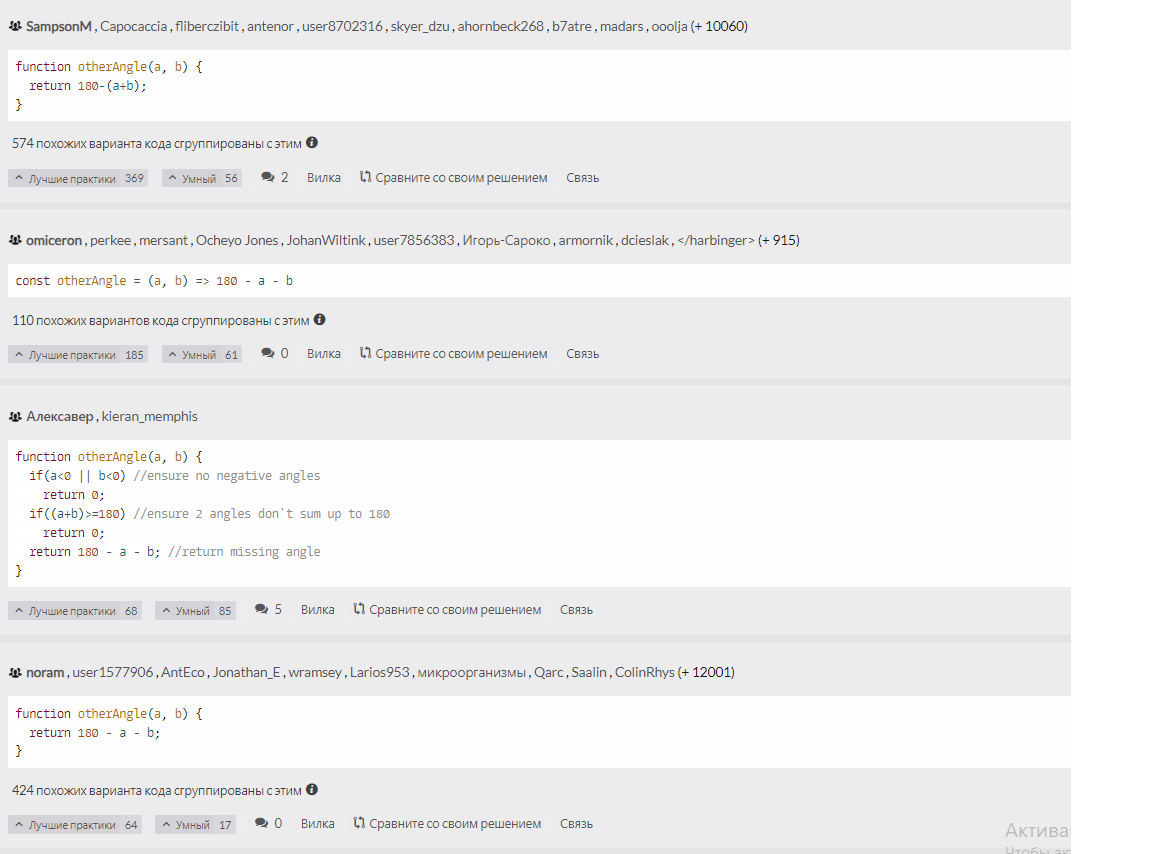 SampsonM , Capocaccia , fliberczibit , antenor , user8702316 , skyer_dzu , ahornbeck268 , b7atre , madars , ooolja (+ 10060)
function otherAngle(a, b) {
  return 180-(a+b);
}
574 похожих варианта кода сгруппированы с этим
Лучшие практики 369 Умный 56 2 Вилка Сравните со своим решением Связь
omiceron , perkee , mersant , Ocheyo Jones , JohanWiltink , user7856383 , Игорь-Сароко , armornik , dcieslak , </harbinger> (+ 915)
const otherAngle = (a, b) => 180 - a - b
110 похожих вариантов кода сгруппированы с этим
Лучшие практики 185 Умный 61 0 Вилка Сравните со своим решением Связь
Алексавер , kieran_memphis
function otherAngle(a, b) {
  if(a<0 || b<0) //ensure no negative angles
    return 0;
  if((a+b)>=180) //ensure 2 angles don't sum up to 180
    return 0;
  return 180 - a - b; //return missing angle
}
Лучшие практики 68 Умный 85 5 Вилка Сравните со своим решением Связь
noram , user1577906 , AntEco , Jonathan_E , wramsey , Larios953 , микроорганизмы , Qarc , Saalin , ColinRhys (+ 12001)
function otherAngle(a, b) {
  return 180 - a - b;
}
424 похожих варианта кода сгруппированы с этим
Лучшие практики 64 Умный 17 0 Вилка Сравните со своим решением Связь
Актива